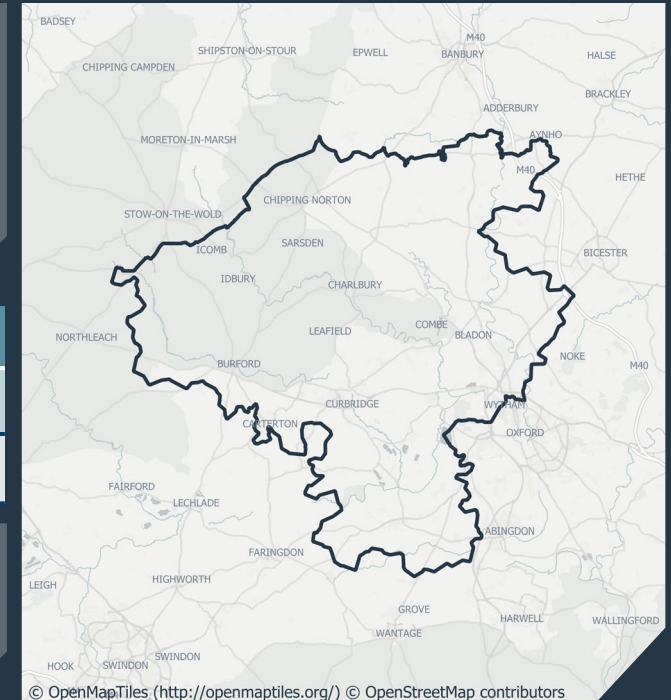 BADSEY
M40
SHIPSTON-ON-STOUR
EPWELL
BANBURY
HALSE
CHIPPING CAMPDEN
BRACKLEY
ADDERBURY
MORETON-IN-MARSH
AYNHO
M40
HETHE
CHIPPING NORTON
STOW-ON-THE-WOLD
SARSDEN
ICOMB
BICESTER
IDBURY
CHARLBURY
COMBE
NORTHLEACH
LEAFIELD
BLADON
NOKE
BURFORD
M40
CURBRIDGE
WYTHAM
CARTERTON
OXFORD
FAIRFORD
LECHLADE
ABINGDON
FARINGDON
HIGHWORTH
LEIGH
GROVE
HARWELL
WALLINGFORD
WANTAGE
SWINDON
HOOK
SWINDON
© OpenMapTiles (http://openmaptiles.org/) © OpenStreetMap contributors